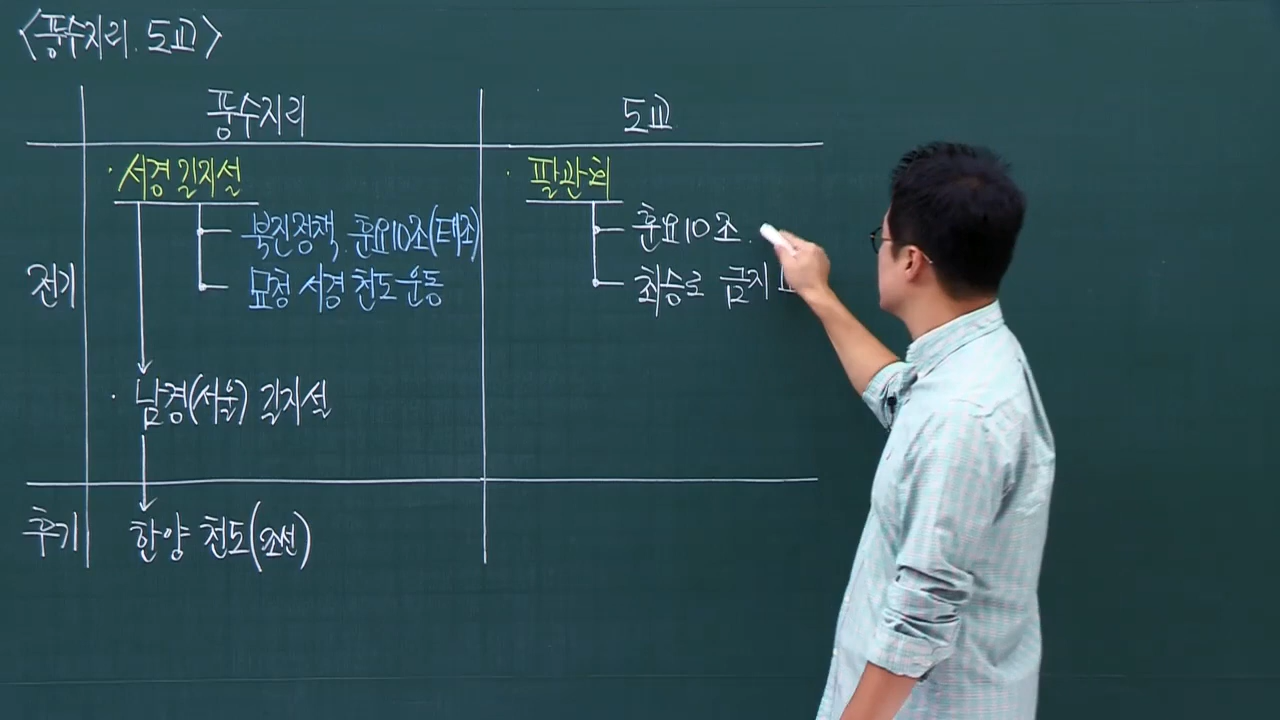 <풍수지리. 도교>
풍수지리
도교
전기
· 서경 길지설
북진정책. 훈요10조(태조)
묘청 서경 천도 운동
· 남경(서울) 길지설
· 팔관회
훈요10조.
최승로 금지
후기
한양 천도(조선)